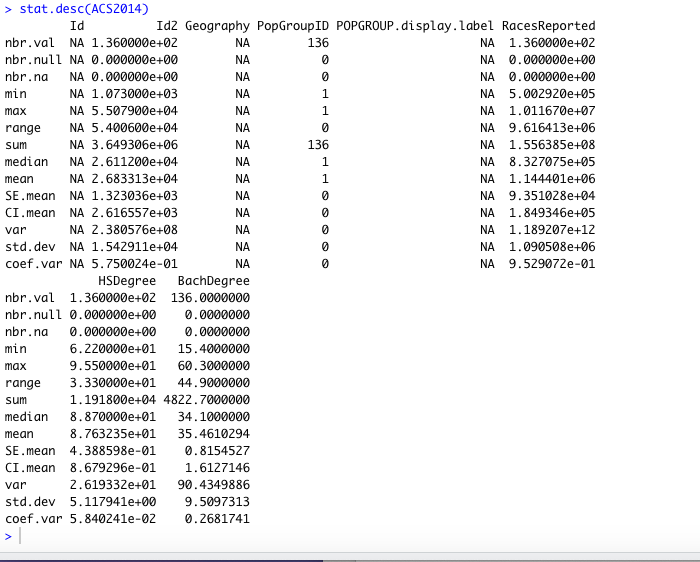 > stat.desc(ACS2014)
Id Id2 Geography PopGroupID POPGROUP.display.label RacesReported
nbr.val NA 1.360000e+02 NA 136 NA 1.360000e+02
nbr.null NA 0.000000e+00 NA 0 NA 0.000000e+00
nbr.na NA 0.000000e+00 NA 0 NA 0.000000e+00
min NA 1.073000e+03 NA 1 NA 5.002920e+05
max NA 5.507900e+04 NA 1 NA 1.011670e+07
range NA 5.400600e+04 NA 0 NA 9.616413e+06
sum NA 3.649306e+06 NA 136 NA 1.556385e+08
median NA 2.611200e+04 NA 1 NA 8.327075e+05
mean NA 2.683313e+04 NA 1 NA 1.144401e+06
SE.mean NA 1.323036e+03 NA 0 NA 9.351028e+04
CI.mean NA 2.616557e+03 NA 0 NA 1.849346e+05
var NA 2.380576e+08 NA 0 NA 1.189207e+12
std.dev NA 1.542911e+04 NA 0 NA 1.090508e+06
coef.var NA 5.750024e-01 NA 0 NA 9.529072e-01
HSDegree BachDegree
nbr.val 1.360000e+02 136.0000000
nbr.null 0.000000e+00 0.0000000
nbr.na 0.000000e+00 0.0000000
min 6.220000e+01 15.4000000
max 9.550000e+01 60.3000000
range 3.330000e+01 44.9000000
sum 1.191800e+04 4822.7000000
median 8.870000e+01 34.1000000
mean 8.763235e+01 35.4610294
SE.mean 4.388598e-01 0.8154527
CI.mean 8.679296e-01 1.6127146
var 2.619332e+01 90.4349886
std.dev 5.117941e+00 9.5097313
coef.var 5.840241e-02 0.2681741
>